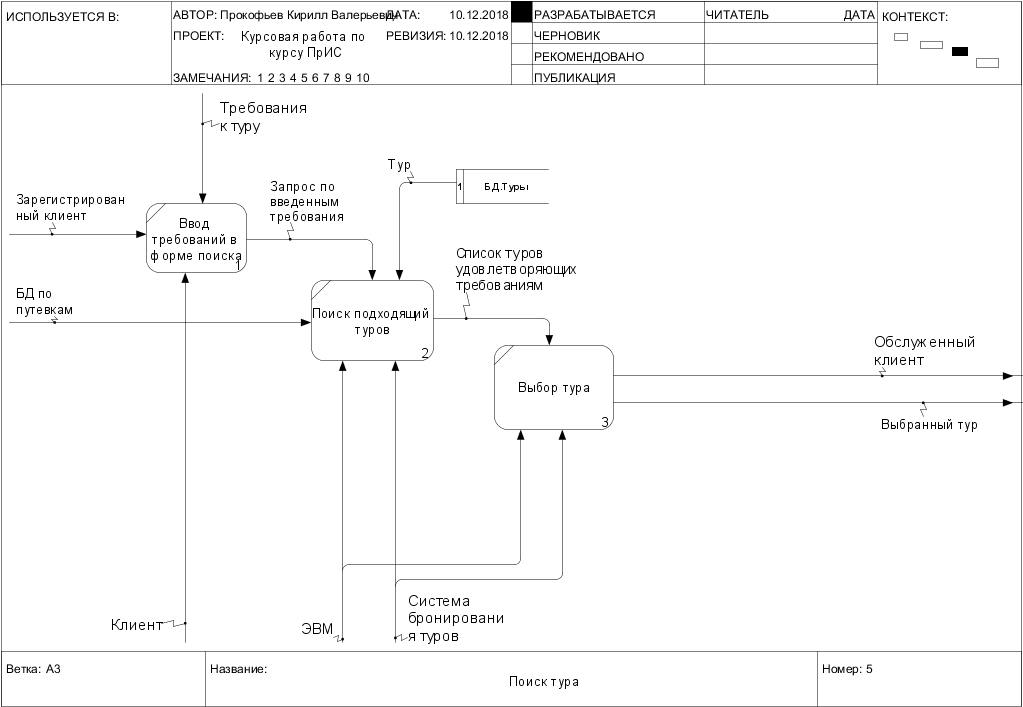 ИСПОЛЬЗУЕТСЯ В:
АВТОР: Прокофьев Кирилл Валерьевич
ДАТА: 10.12.2018
ПРОЕКТ: Курсовая работа по
курсу ПрИС
РЕВИЗИЯ: 10.12.2018
ЗАМЕЧАНИЯ: 1 2 3 4 5 6 7 8 9 10
РАЗРАБАТЫВАЕТСЯ
ЧЕРНОВИК
РЕКОМЕНДОВАНО
ПУБЛИКАЦИЯ
ЧИТАТЕЛЬ ДАТА
КОНТЕКСТ:
Требования
к туру
Тур
1 БД.Туры
Зарегистрирован
ный клиент
Запрос по
введенным
требования
Ввод
требований в
форме поиска
1
Список туров
удовлетворяющих
требованиям
БД по
путевкам
Поиск подходящий
туров
2
Обслуженный
клиент
Выбор тура
3
Выбранный тур
Клиент
ЭВМ
Система
бронировани
я туров
Ветка: A3
Название:
Поиск тура
Номер: 5